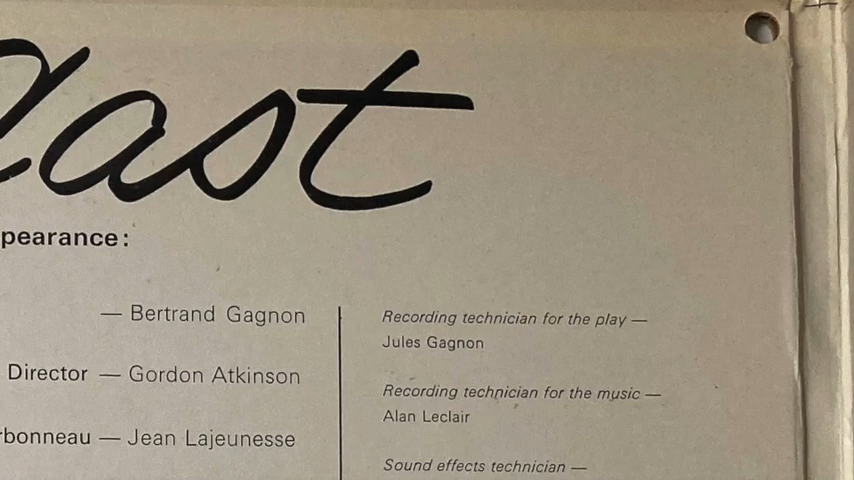 Cast
pearance:
— Bertrand Gagnon
Director — Gordon Atkinson
rbonneau — Jean Lajeunesse
Recording technician for the play —
Jules Gagnon
Recording technician for the music —
Alan Leclair
Sound effects technician —